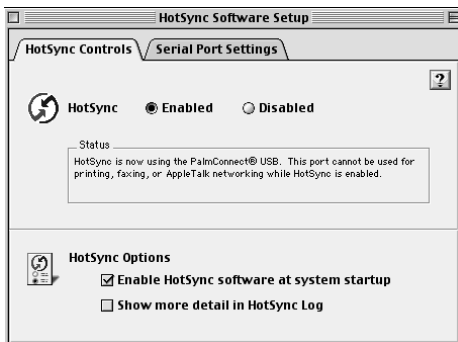 HotSync Software Setup
HotSync Controls
Serial Port Settings
?
HotSync
Enabled
Disabled
Status
HotSync is now using the PalmConnect® USB. This port cannot be used for
printing, faxing, or AppleTalk networking while HotSync is enabled.
HotSync Options
Enable HotSync software at system startup
Show more detail in HotSync Log